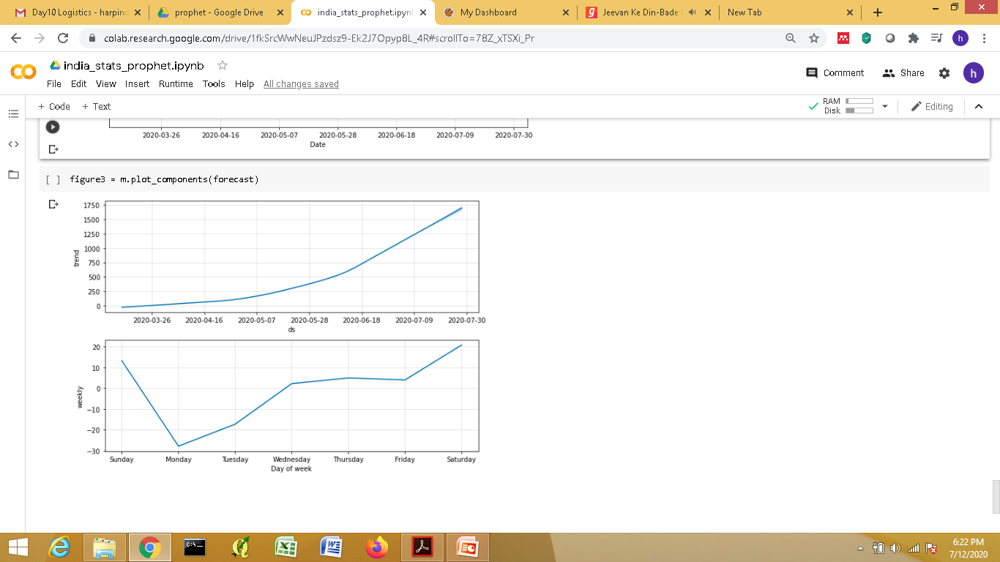 Day10 Logistics - harpin
prophet - Google Drive
india_stats_prophet.ipyn
My Dashboard
Jeevan Ke Din-Bade
New Tab
colab.research.google.com/drive/1fkSrcWwNeuJPzdsz9-Ek2J7Opyp8L_4R#scrollTo=78Z_xTSXi_Pr
h
india_stats_prophet.ipynb
File Edit View Insert Runtime Tools Help All changes saved
Comment Share h
+ Code + Text
RAM
Disk
Editing
2020-03-26 2020-04-16 2020-05-07 2020-05-28 2020-06-18 2020-07-09 2020-07-30
Date
[ ] figure3 = m.plot_components(forecast)
1750
1500
1250
1000
750
500
250
0
trend
2020-03-26 2020-04-16 2020-05-07 2020-05-28 2020-06-18 2020-07-09 2020-07-30
ds
20
10
0
−10
−20
−30
weekly
Sunday Monday Tuesday Wednesday Thursday Friday Saturday
Day of week
6:22 PM
7/12/2020